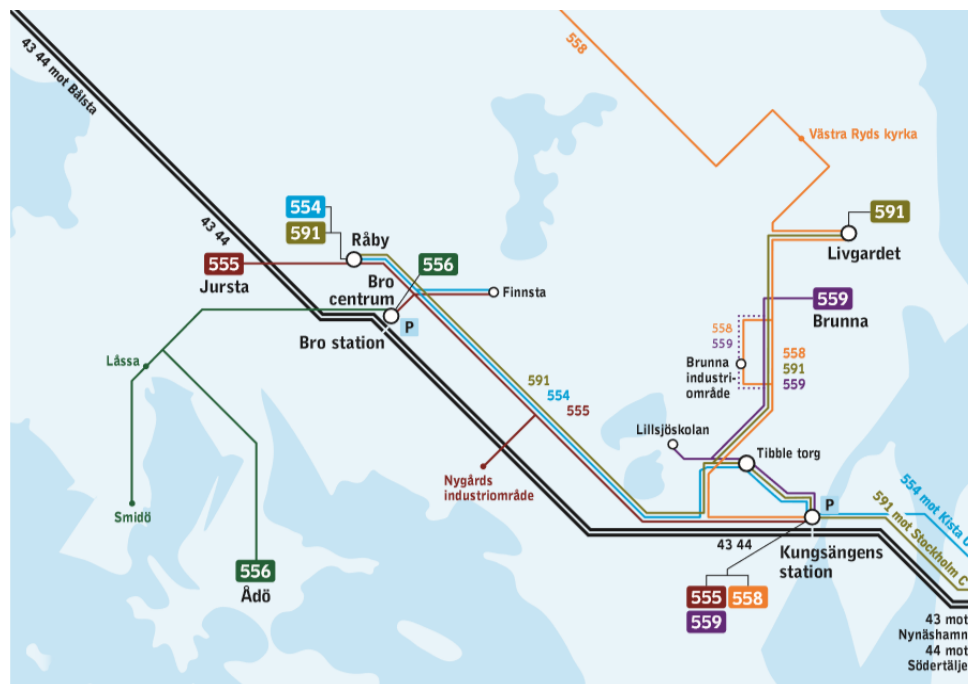 558
43 44 mot Bålsta
Västra Ryds kyrka
554
591
43 44
Råby
591
Livgardet
555
Jursta
Bro
centrum
556
Finnsta
559
Brunna
P
Bro station
558
559
Låssa
Brunna
industri-
område
558
591
559
591
554
555
Lillsjöskolan
Tibble torg
Nygårds
industriområde
Smidö
P
554 mot Kista
591 mot Stockholm C
43 44
Kungsängens
station
556
Ådö
555
558
559
43 mot
Nynäshamn
44 mot
Södertälje